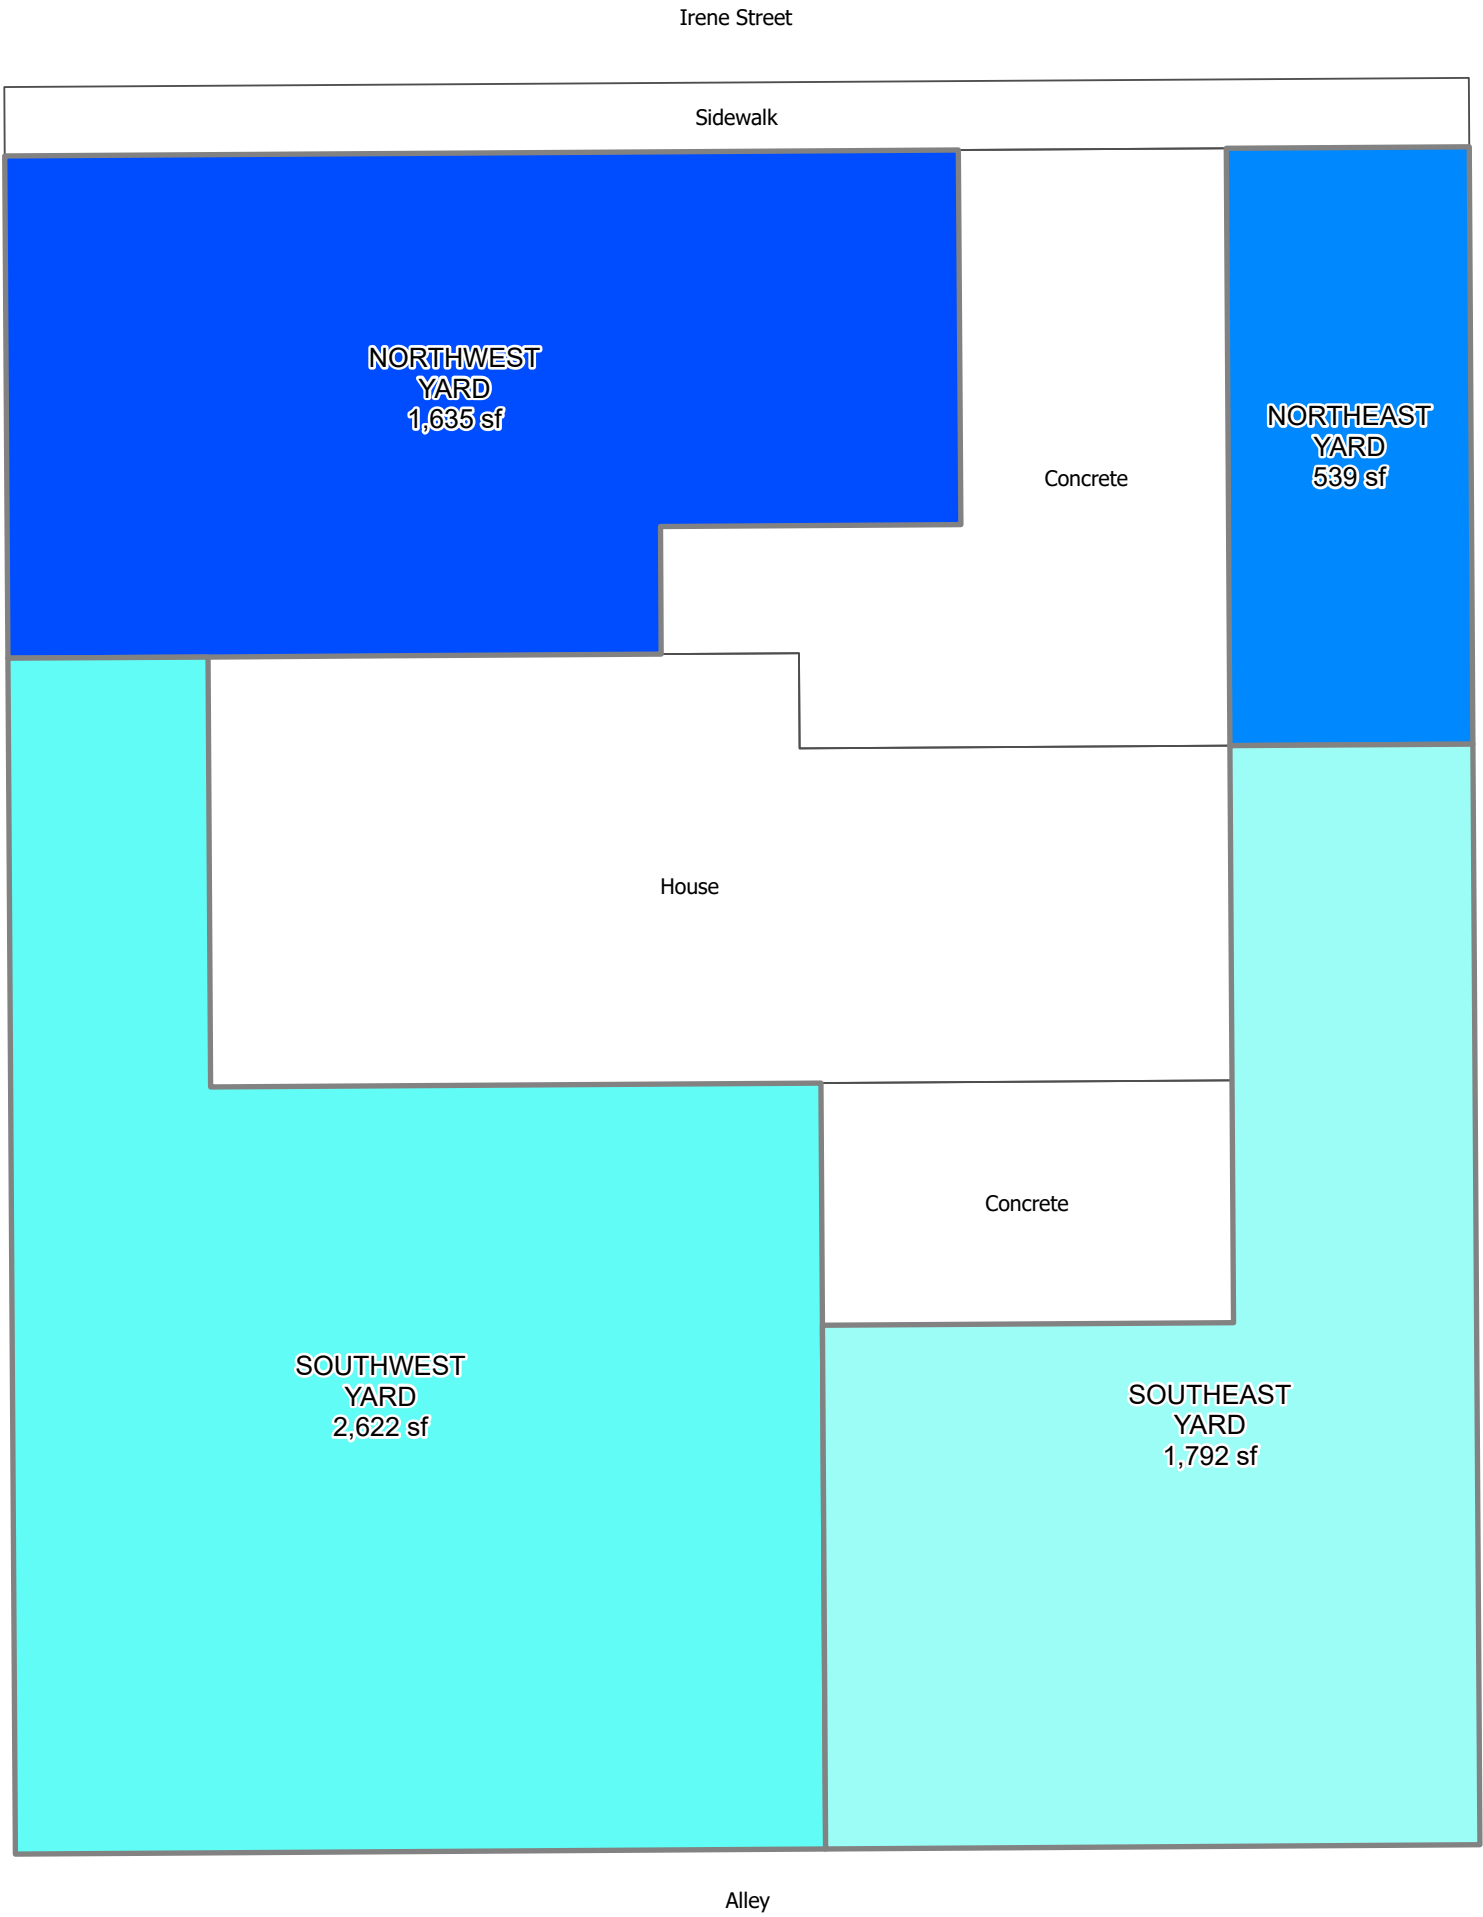 Irene Street
Sidewalk
NORTHWEST
YARD
1,635 sf
NORTHEAST
YARD
539 sf
Concrete
House
Concrete
SOUTHWEST
YARD
2,622 sf
SOUTHEAST
YARD
1,792 sf
Alley